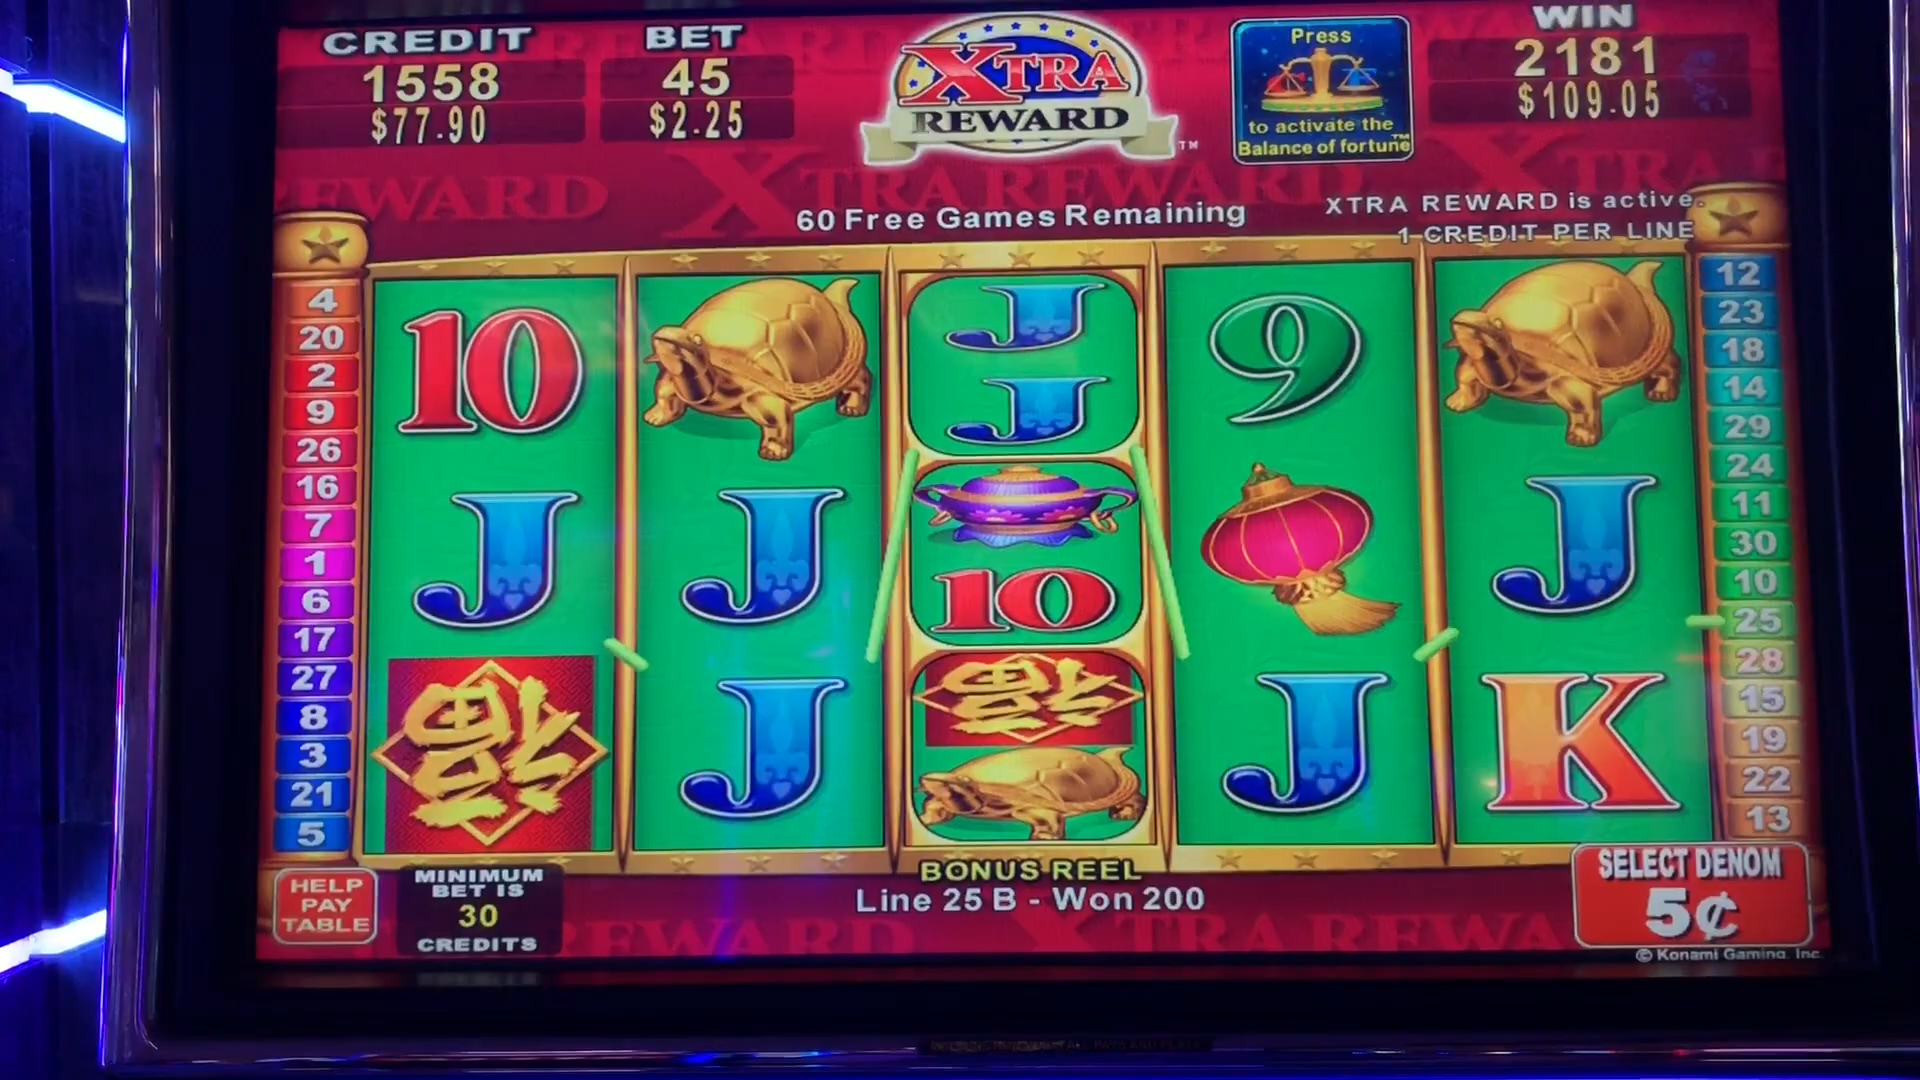 CREDIT
1558
$77.90
BET
45
$2.25
XTRA
REWARD
TM
Press
to activate the
Balance of fortune™
WIN
2181
$109.05
60 Free Games Remaining
XTRA REWARD is active.
1 CREDIT PER LINE
4
20
2
9
26
16
7
1
6
17
27
8
3
21
5
10
J
福
J
J
J
J
10
福
9
J
J
K
12
23
18
14
29
24
11
30
10
25
28
15
19
22
13
HELP
PAY
TABLE
MINIMUM
BET IS
30
CREDITS
BONUS REEL
Line 25 B - Won 200
SELECT DENOM
5¢
© Konami Gaming, Inc.